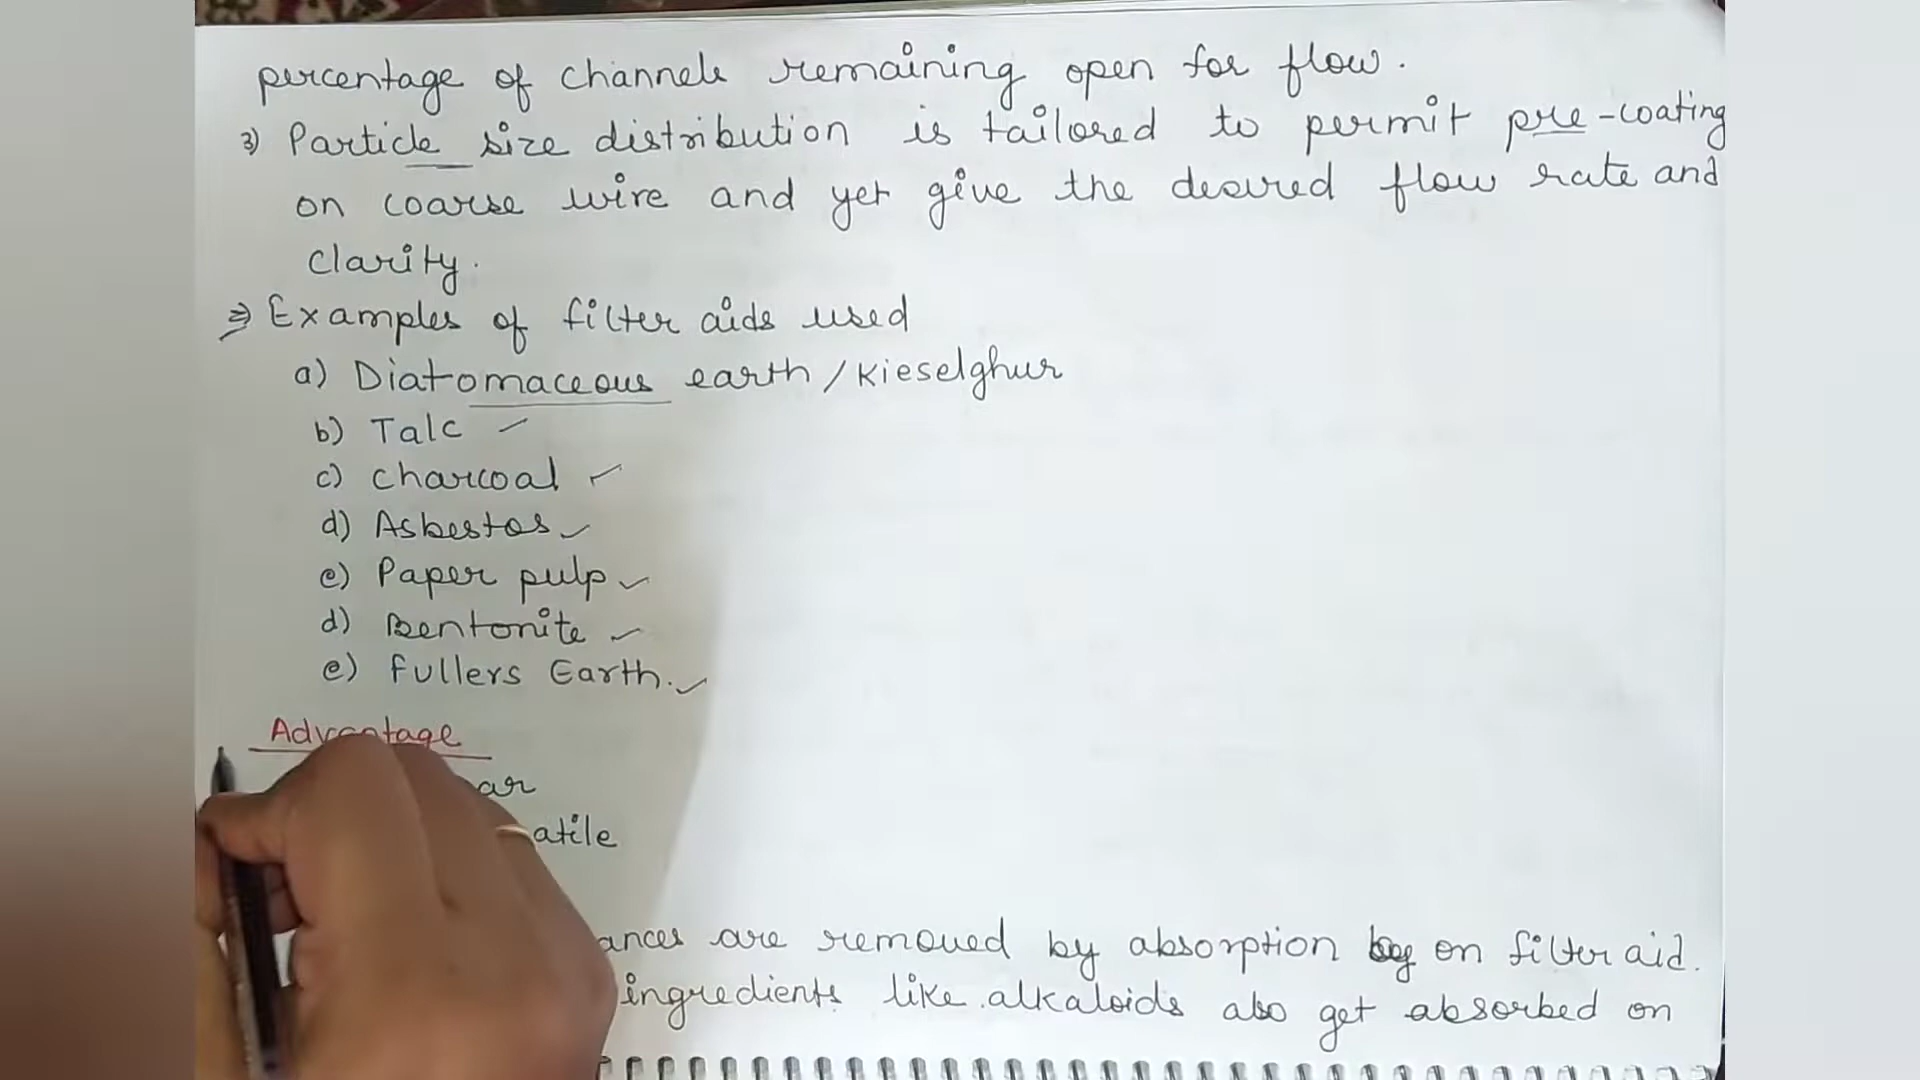 percentage of channels remaining open for flow.
3) Particle size distribution is tailored to permit pre-coating
on coarse wire and yet give the desired flow rate and
clarity.
⇒ Examples of filter aids used
a) Diatomaceous earth / Kieselghur
b) Talc
c) charcoal
d) Asbestos
e) Paper pulp
d) Bentonite
e) fullers Earth.
Advantage
are removed by absorption by on filter aid.
ingredients like alkaloids also get absorbed on